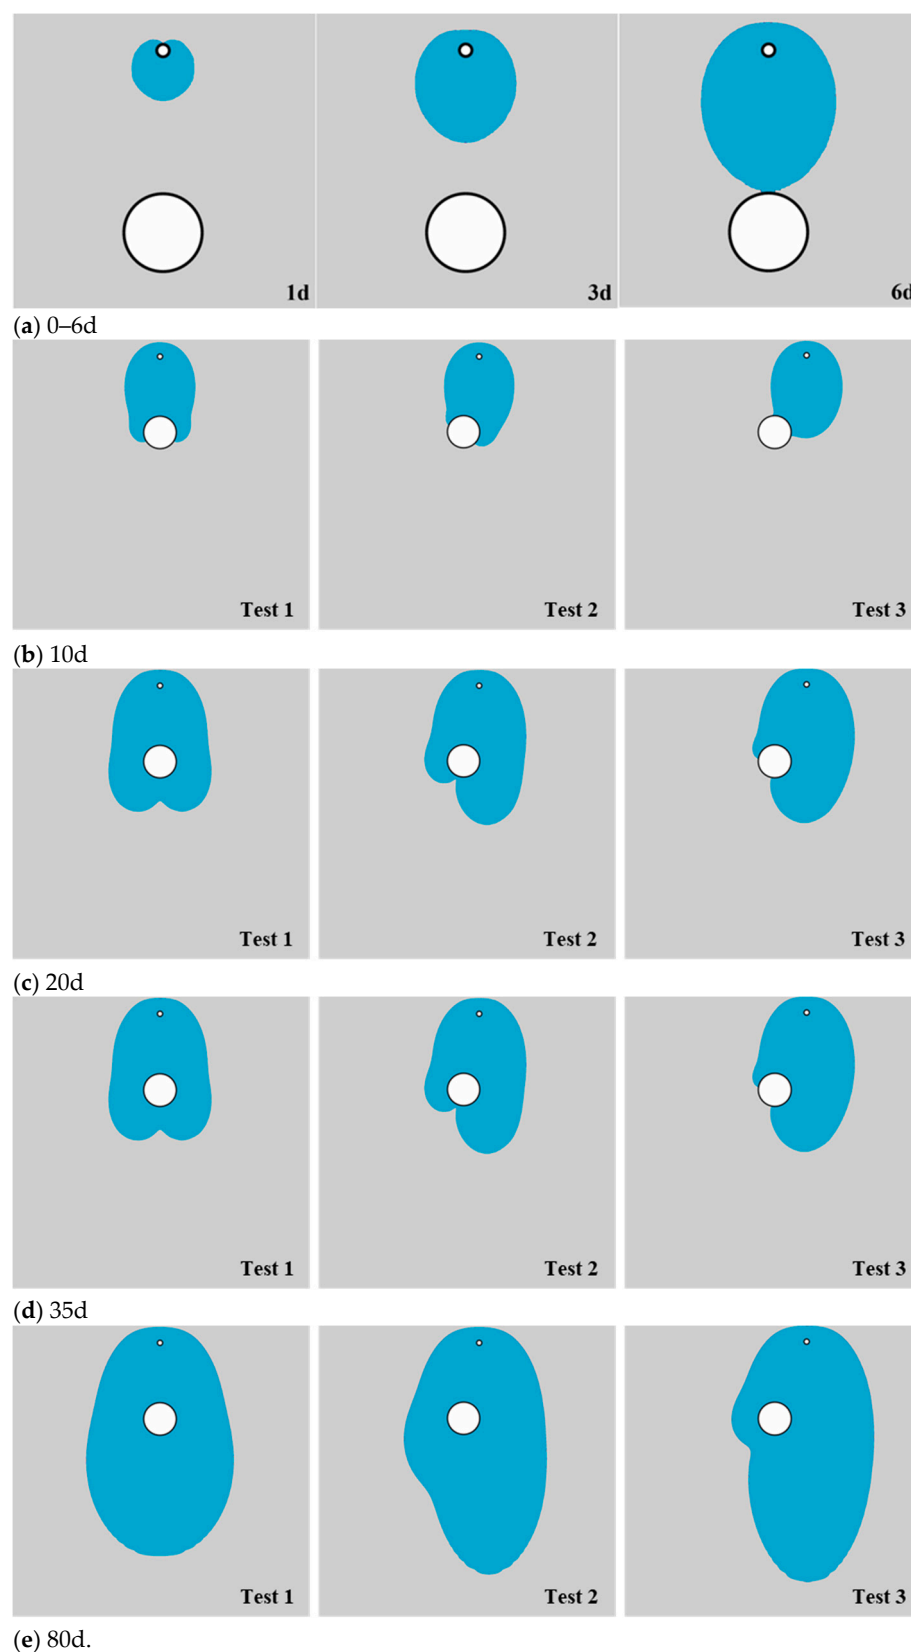 1d 3d 6d
(a) 0–6d
Test 1 Test 2 Test 3
(b) 10d
Test 1 Test 2 Test 3
(c) 20d
Test 1 Test 2 Test 3
(d) 35d
Test 1 Test 2 Test 3
(e) 80d.